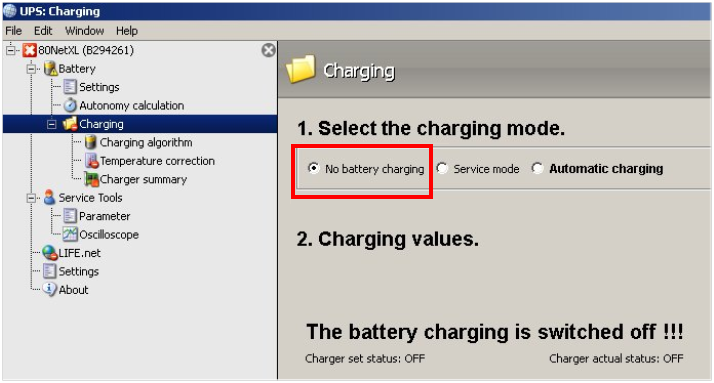 UPS: Charging
File Edit Window Help
80NetXL (B294261)
Battery
Settings
Autonomy calculation
Charging
Charging algorithm
Temperature correction
Charger summary
Service Tools
Parameter
Oscilloscope
LIFE.net
Settings
About
Charging
1. Select the charging mode.
No battery charging Service mode Automatic charging
2. Charging values.
The battery charging is switched off !!!
Charger set status: OFF Charger actual status: OFF